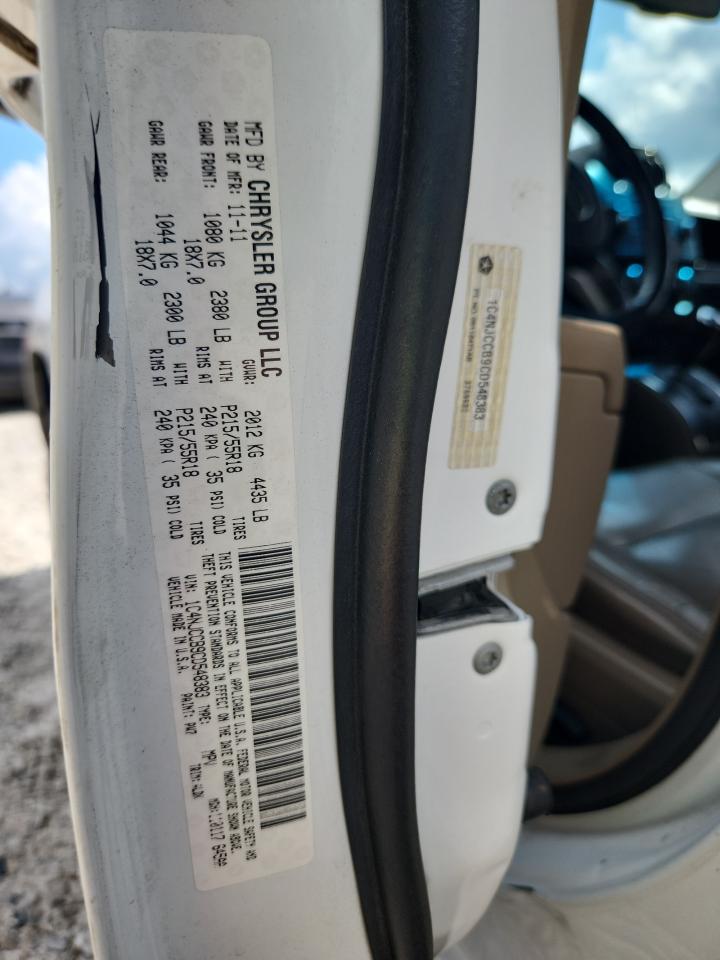 MFD BY CHRYSLER GROUP LLC
DATE OF MFR: 11-11 GVWR: 2012 KG 4435 LB
GAWR FRONT: 1080 KG 2380 LB WITH P215/55R18 TIRES
18X7.0 RIMS AT 240 KPA ( 35 PSI) COLD
GAWR REAR: 1044 KG 2300 LB WITH P215/55R18 TIRES
18X7.0 RIMS AT 240 KPA ( 35 PSI) COLD
THIS VEHICLE CONFORMS TO ALL APPLICABLE U.S.A. FEDERAL MOTOR VEHICLE SAFETY AND
THEFT PREVENTION STANDARDS IN EFFECT ON THE DATE OF MANUFACTURE SHOWN ABOVE.
VIN: 1C4NJCCB9CD548383 TYPE: MPV
VEHICLE MADE IN U.S.A. PAINT: PW7 TRIM:
1C4NJCCB9CD548383